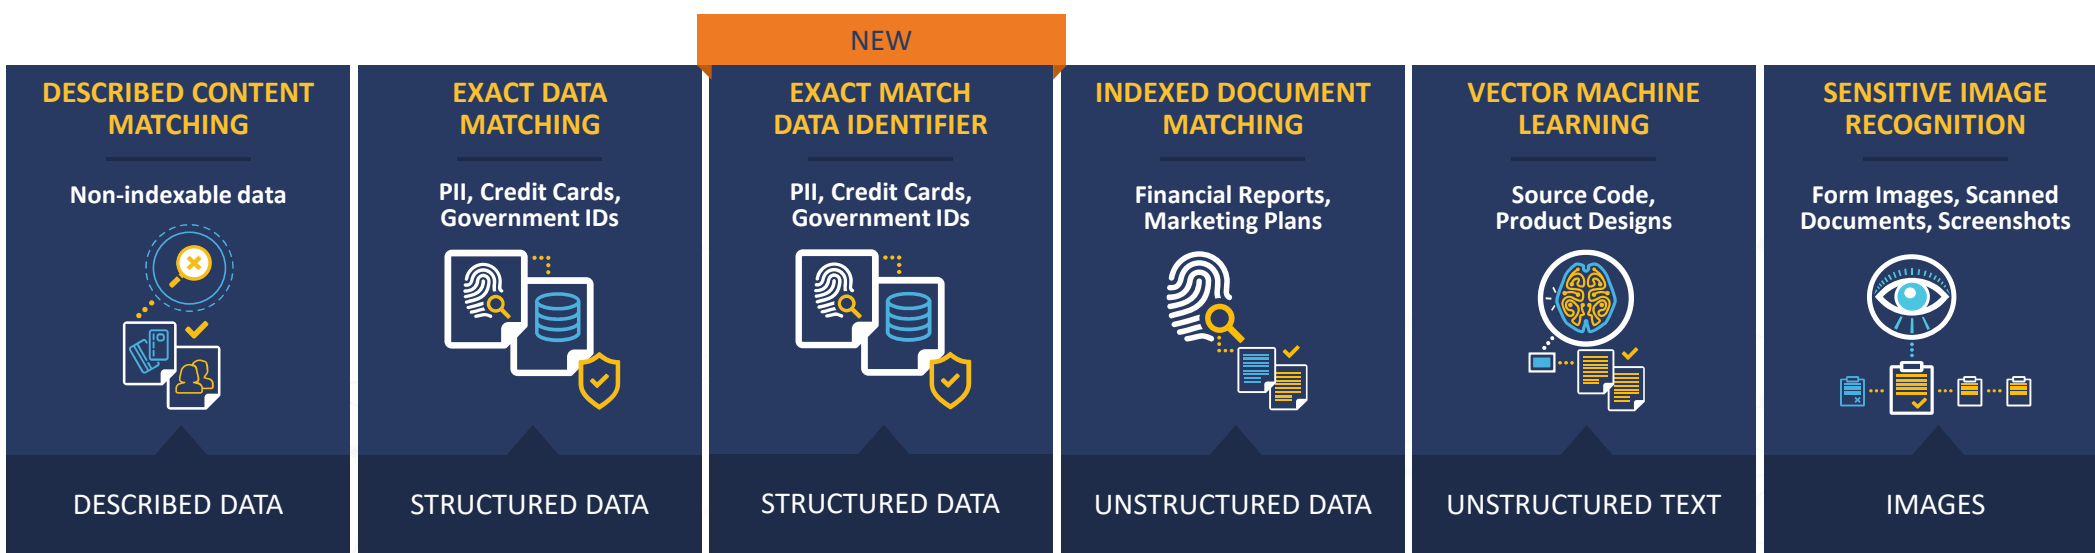 NEW
DESCRIBED CONTENT
MATCHING
Non-indexable data
DESCRIBED DATA
EXACT DATA
MATCHING
PII, Credit Cards,
Government IDs
STRUCTURED DATA
EXACT MATCH
DATA IDENTIFIER
PII, Credit Cards,
Government IDs
STRUCTURED DATA
INDEXED DOCUMENT
MATCHING
Financial Reports,
Marketing Plans
UNSTRUCTURED DATA
VECTOR MACHINE
LEARNING
Source Code,
Product Designs
UNSTRUCTURED TEXT
SENSITIVE IMAGE
RECOGNITION
Form Images, Scanned
Documents, Screenshots
IMAGES